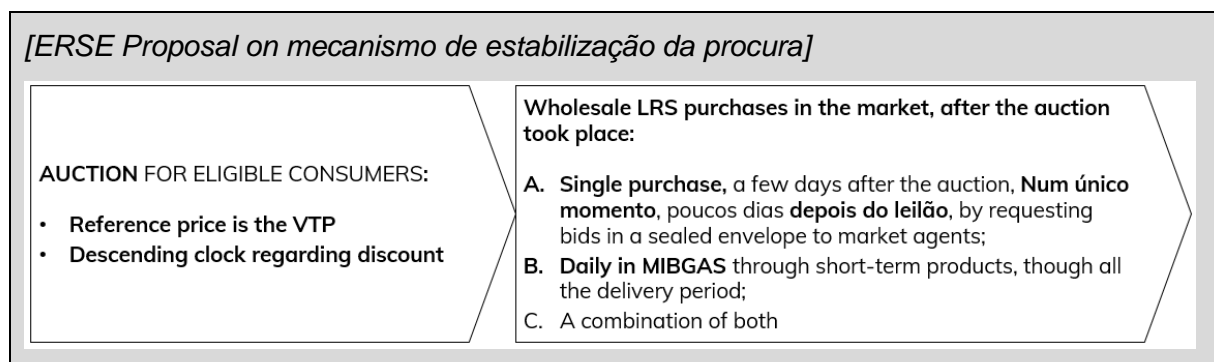 [ERSE Proposal on mecanismo de estabilização da procura]
AUCTION FOR ELIGIBLE CONSUMERS:
• Reference price is the VTP
• Descending clock regarding discount
Wholesale LRS purchases in the market, after the auction
took place:
A. Single purchase, a few days after the auction, Num único
momento, poucos dias depois do leilão, by requesting
bids in a sealed envelope to market agents;
B. Daily in MIBGAS through short-term products, though all
the delivery period;
C. A combination of both